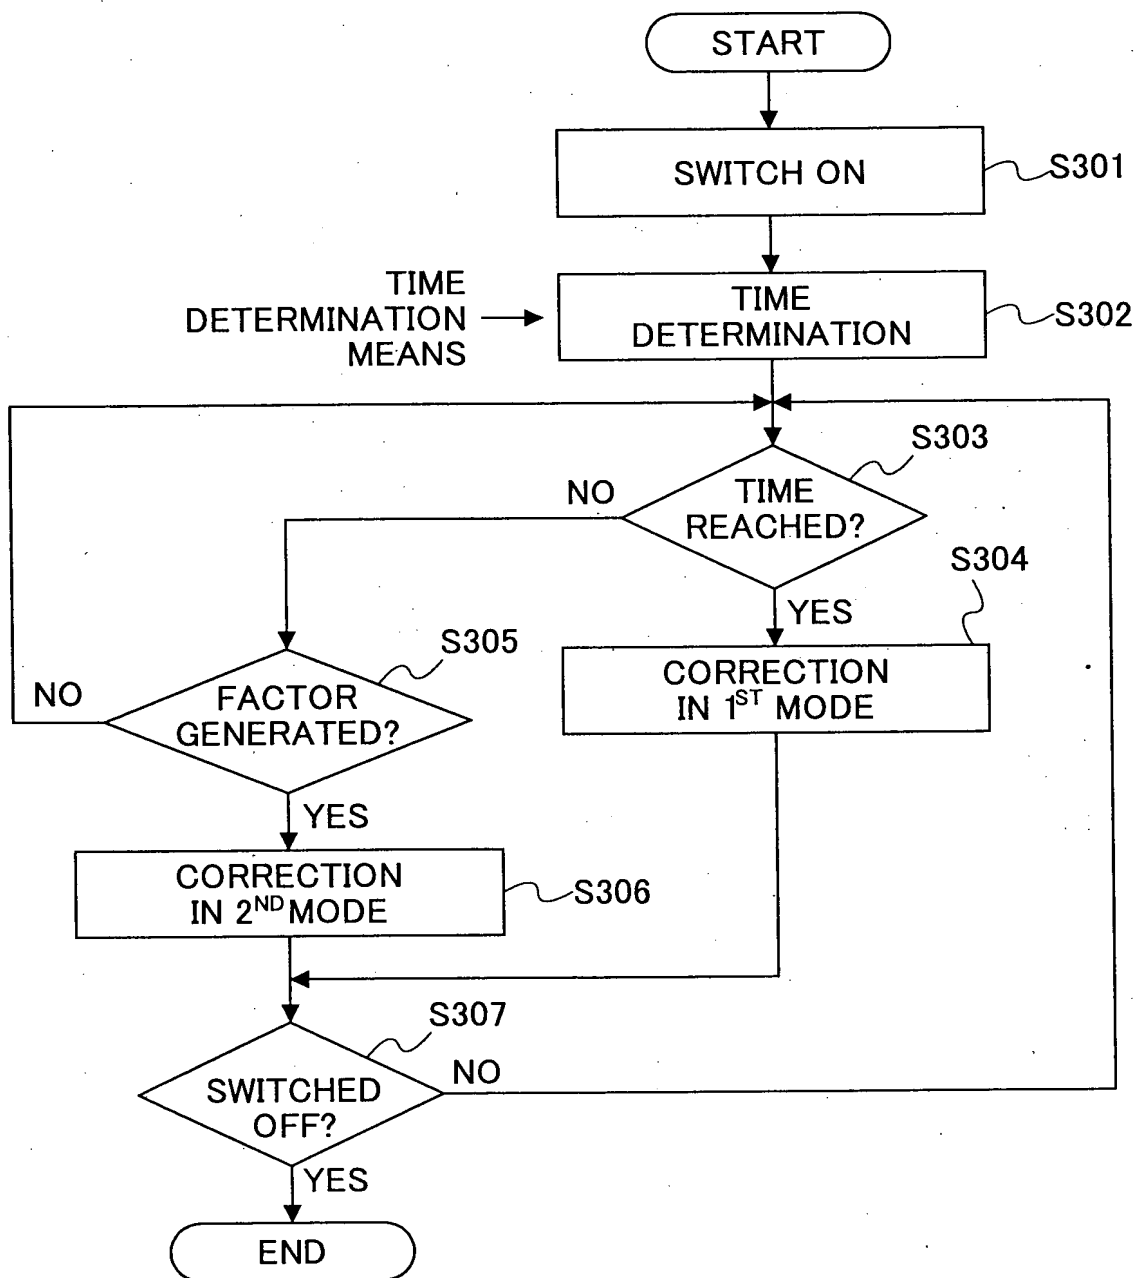 START
SWITCH ON
S301
TIME
DETERMINATION
MEANS
TIME
DETERMINATION
S302
S303
NO
TIME
REACHED?
S304
YES
S305
CORRECTION
IN 1ST MODE
NO
FACTOR
GENERATED?
YES
CORRECTION
IN 2ND MODE
S306
S307
NO
SWITCHED
OFF?
YES
END